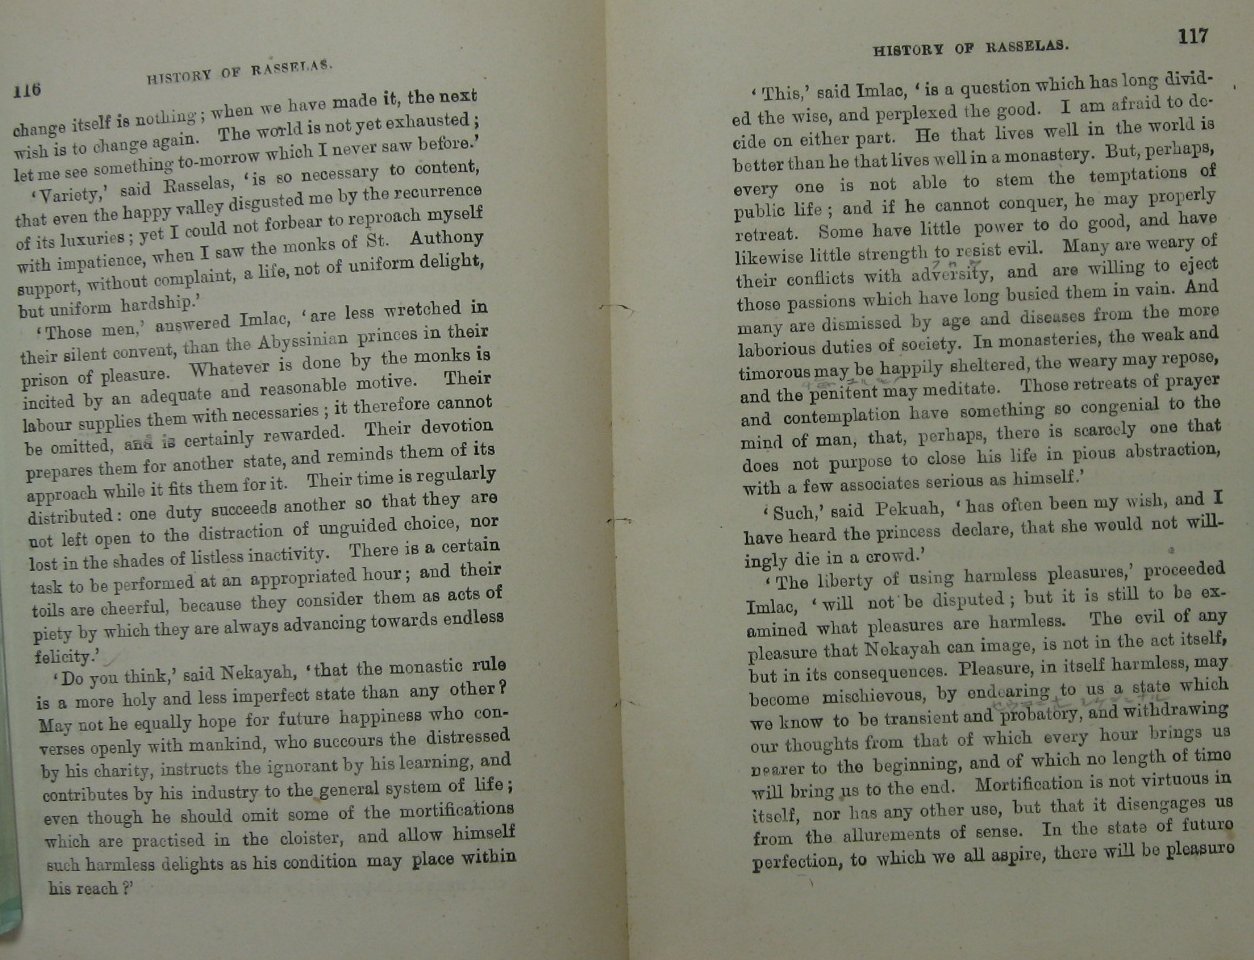 116
HISTORY OF RASSELAS.
change itself is nothing; when we have made it, the next
wish is to change again. The world is not yet exhausted;
let me see something to-morrow which I never saw before.'
'Variety,' said Rasselas, 'is so necessary to content,
that even the happy valley disgusted me by the recurrence
of its luxuries; yet I could not forbear to reproach myself
with impatience, when I saw the monks of St. Authony
support, without complaint, a life, not of uniform delight,
but uniform hardship.'
'Those men,' answered Imlac, 'are less wretched in
their silent convent, than the Abyssinian princes in their
prison of pleasure. Whatever is done by the monks is
incited by an adequate and reasonable motive. Their
labour supplies them with necessaries; it therefore cannot
be omitted, and is certainly rewarded. Their devotion
prepares them for another state, and reminds them of its
approach while it fits them for it. Their time is regularly
distributed: one duty succeeds another so that they are
not left open to the distraction of unguided choice, nor
lost in the shades of listless inactivity. There is a certain
task to be performed at an appropriated hour; and their
toils are cheerful, because they consider them as acts of
piety by which they are always advancing towards endless
felicity.'
'Do you think,' said Nekayah, 'that the monastic rule
is a more holy and less imperfect state than any other?
May not he equally hope for future happiness who con-
verses openly with mankind, who succours the distressed
by his charity, instructs the ignorant by his learning, and
contributes by his industry to the general system of life;
even though he should omit some of the mortifications
which are practised in the cloister, and allow himself
such harmless delights as his condition may place within
his reach?'
HISTORY OF RASSELAS.
117
'This,' said Imlac, 'is a question which has long divid-
ed the wise, and perplexed the good. I am afraid to de-
cide on either part. He that lives well in the world is
better than he that lives well in a monastery. But, perhaps,
every one is not able to stem the temptations of
public life; and if he cannot conquer, he may properly
retreat. Some have little power to do good, and have
likewise little strength to resist evil. Many are weary of
their conflicts with adversity, and are willing to eject
those passions which have long busied them in vain. And
many are dismissed by age and diseases from the more
laborious duties of society. In monasteries, the weak and
timorous may be happily sheltered, the weary may repose,
and the penitent may meditate. Those retreats of prayer
and contemplation have something so congenial to the
mind of man, that, perhaps, there is scarcely one that
does not purpose to close his life in pious abstraction,
with a few associates serious as himself.'
'Such,' said Pekuah, 'has often been my wish, and I
have heard the princess declare, that she would not will-
ingly die in a crowd.'
'The liberty of using harmless pleasures,' proceeded
Imlac, 'will not be disputed; but it is still to be ex-
amined what pleasures are harmless. The evil of any
pleasure that Nekayah can image, is not in the act itself,
but in its consequences. Pleasure, in itself harmless, may
become mischievous, by endearing to us a state which
we know to be transient and probatory, and withdrawing
our thoughts from that of which every hour brings us
nearer to the beginning, and of which no length of time
will bring us to the end. Mortification is not virtuous in
itself, nor has any other use, but that it disengages us
from the allurements of sense. In the state of future
perfection, to which we all aspire, there will be pleasure